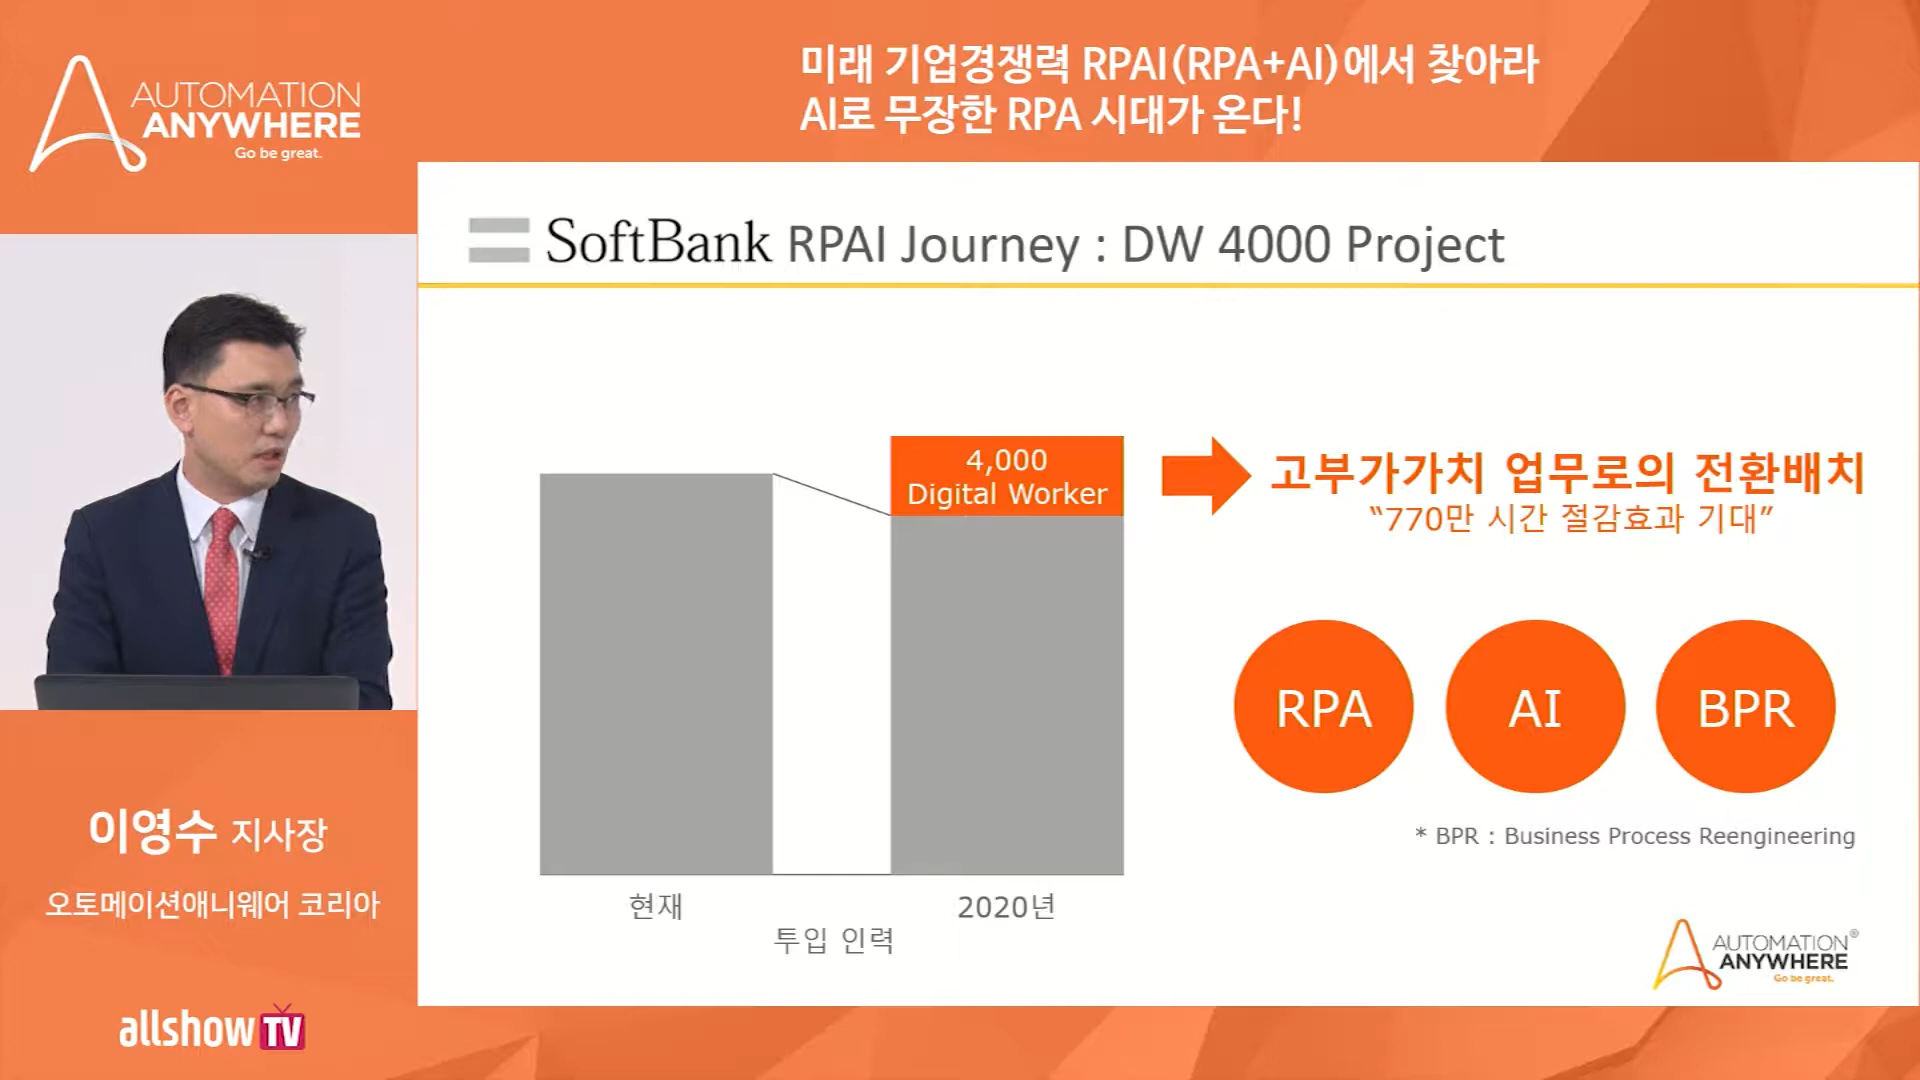 AUTOMATION
ANYWHERE
Go be great.
미래 기업경쟁력 RPAI(RPA+AI)에서 찾아라
AI로 무장한 RPA 시대가 온다!
SoftBank RPAI Journey : DW 4000 Project
4,000
Digital Worker
고부가가치 업무로의 전환배치
“770만 시간 절감효과 기대”
RPA
AI
BPR
* BPR : Business Process Reengineering
현재
2020년
투입 인력
AUTOMATION®
ANYWHERE
Go be great.
이영수 지사장
오토메이션애니웨어 코리아
allshowTV